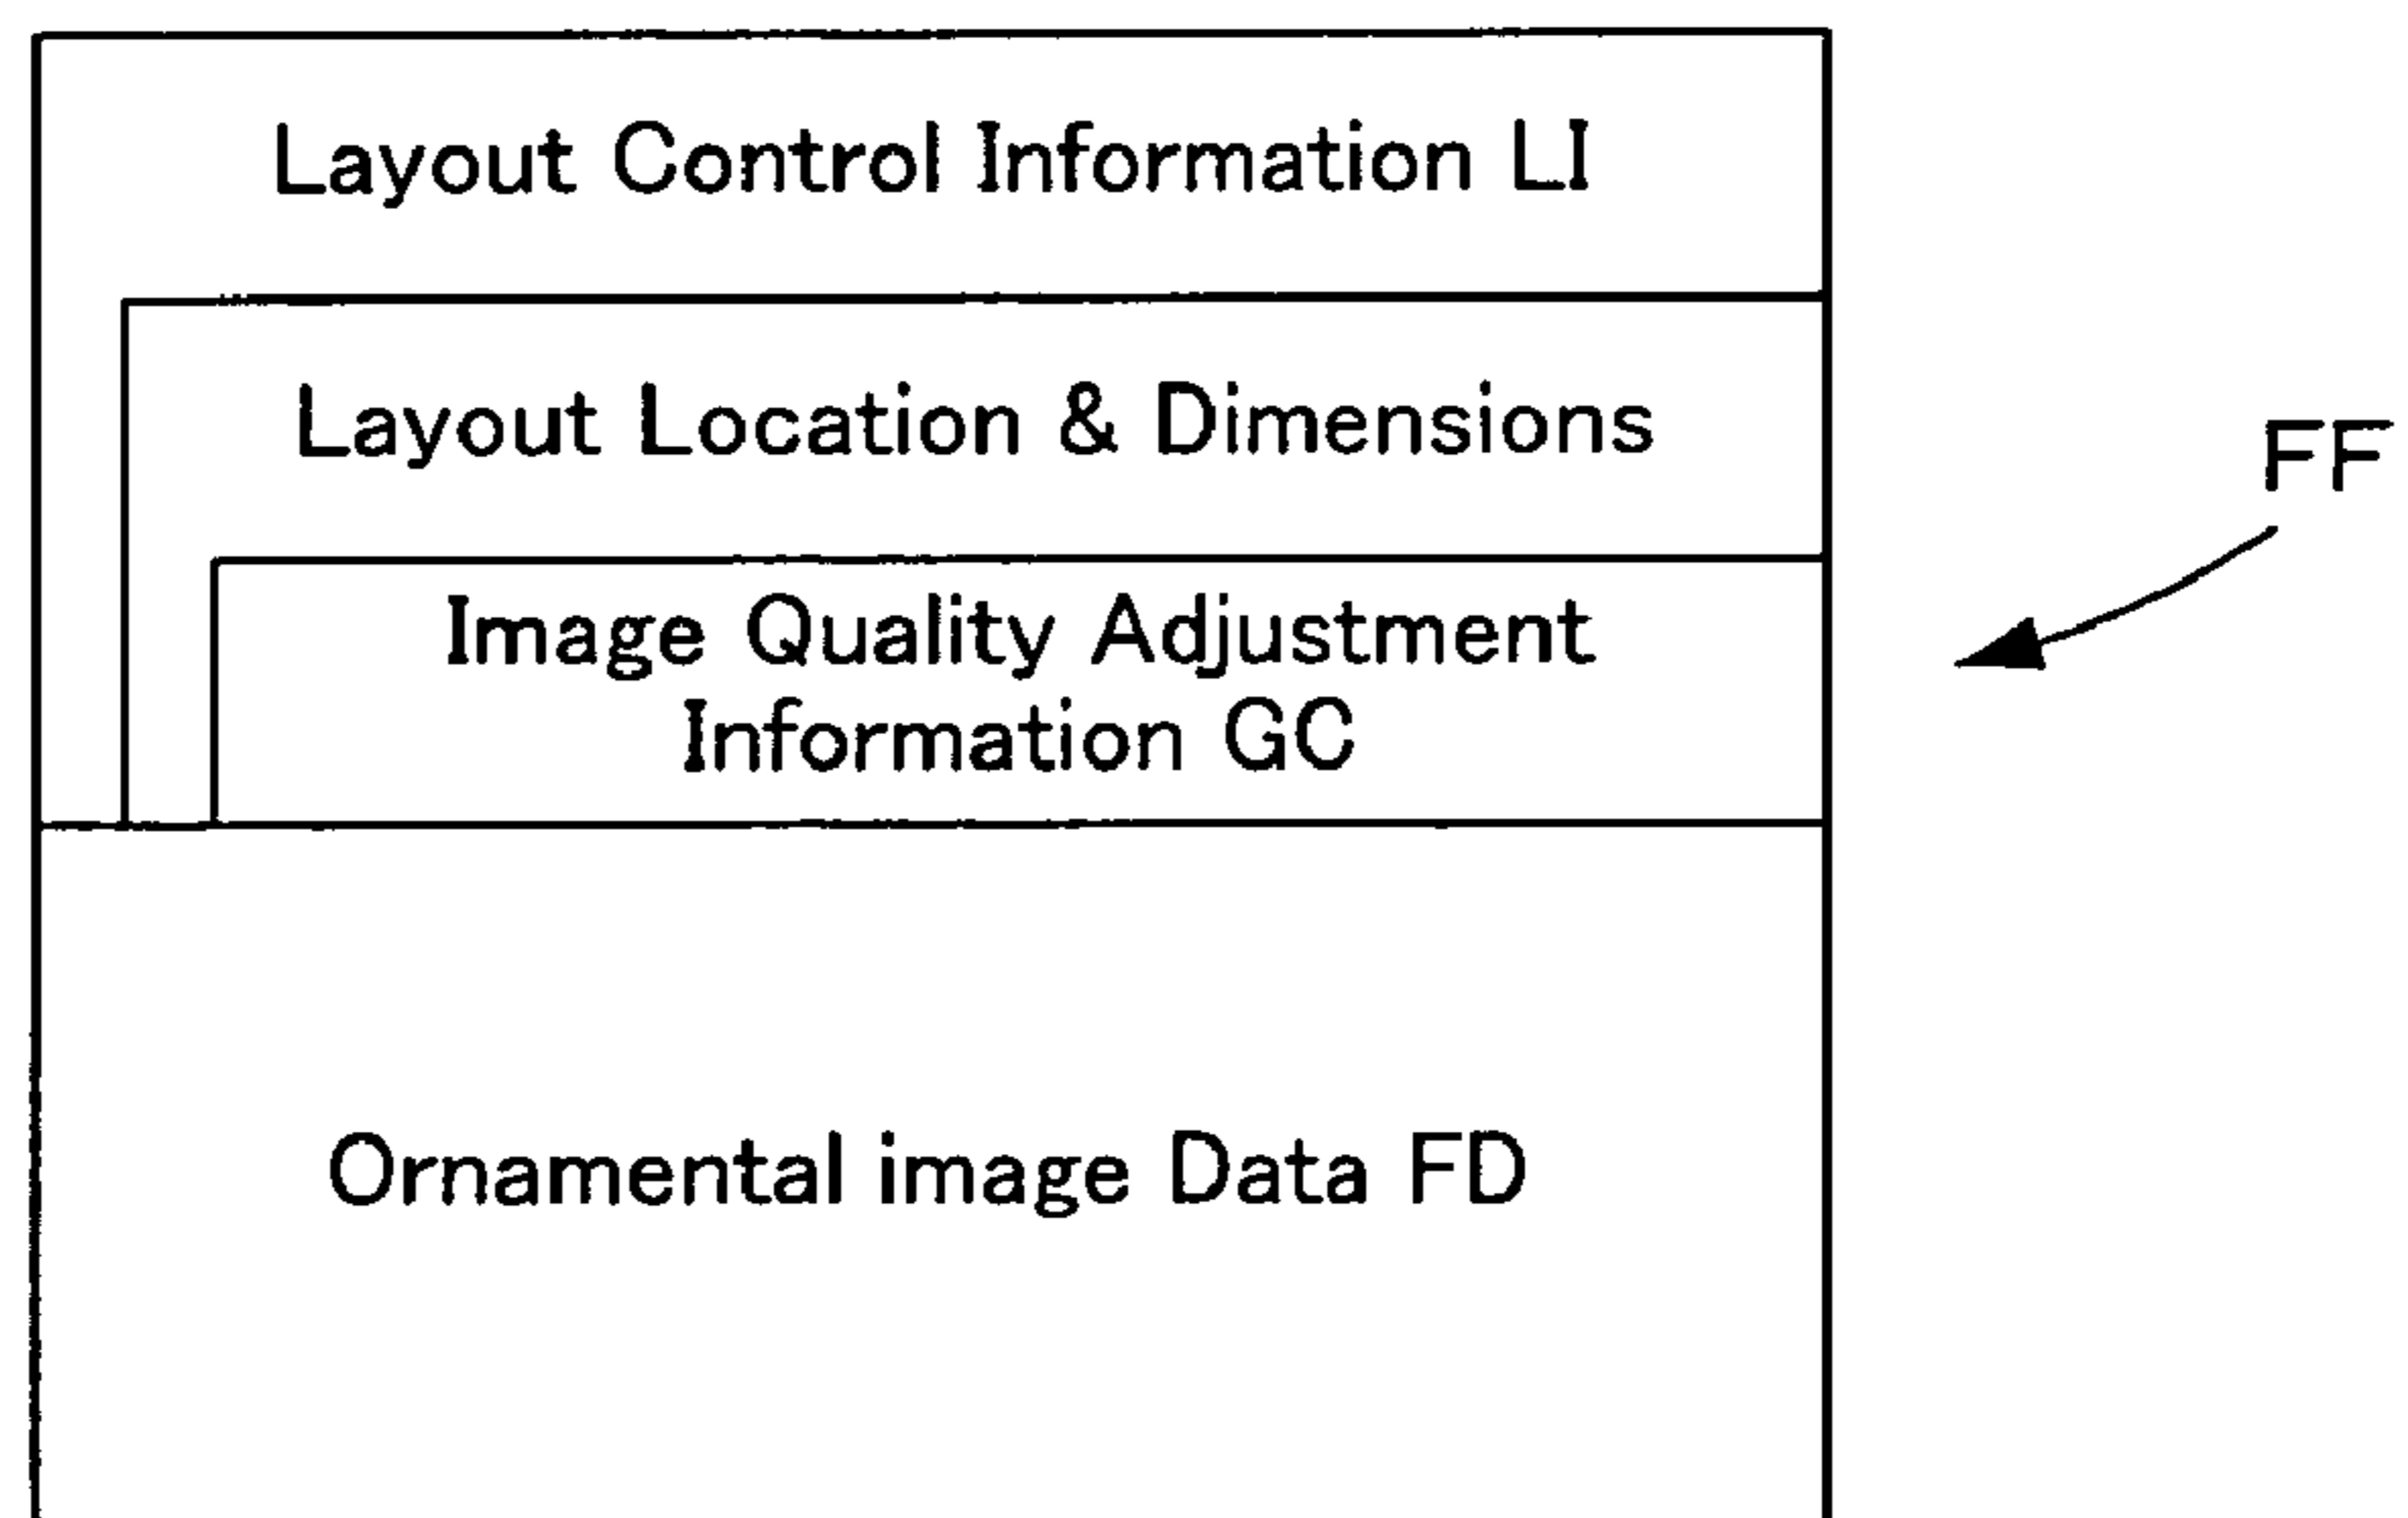 Layout Control Information LI
Layout Location & Dimensions
FF
Image Quality Adjustment
Information GC
Ornamental image Data FD